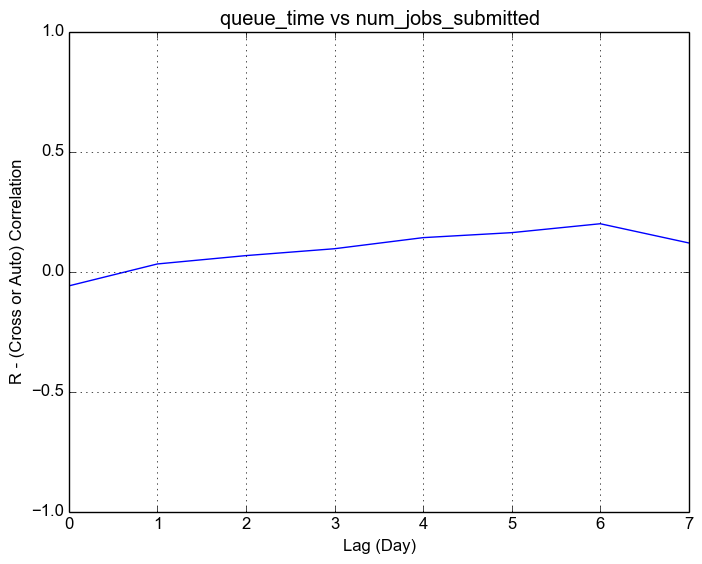 queue_time vs num_jobs_submitted
1.0
0.5
0.0
−0.5
−1.0
R - (Cross or Auto) Correlation
0 1 2 3 4 5 6 7
Lag (Day)